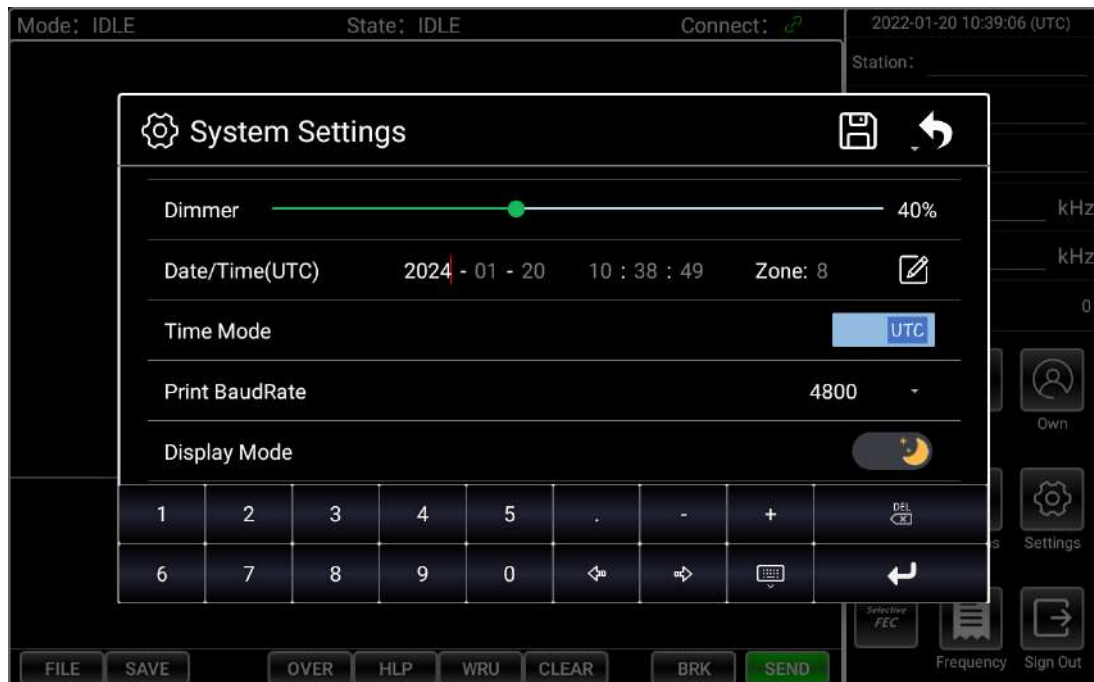 Mode: IDLE State: IDLE Connect: 2022-01-20 10:39:06 (UTC)
Station:
System Settings
Dimmer 40%
kHz
Date/Time(UTC) 2024 - 01 - 20 10 : 38 : 49 Zone: 8
kHz
0
Time Mode UTC
Print BaudRate 4800
Own
Display Mode
1 2 3 4 5 . - + DEL
s Settings
6 7 8 9 0
Selective
FEC
Frequency Sign Out
FILE SAVE OVER HLP WRU CLEAR BRK SEND